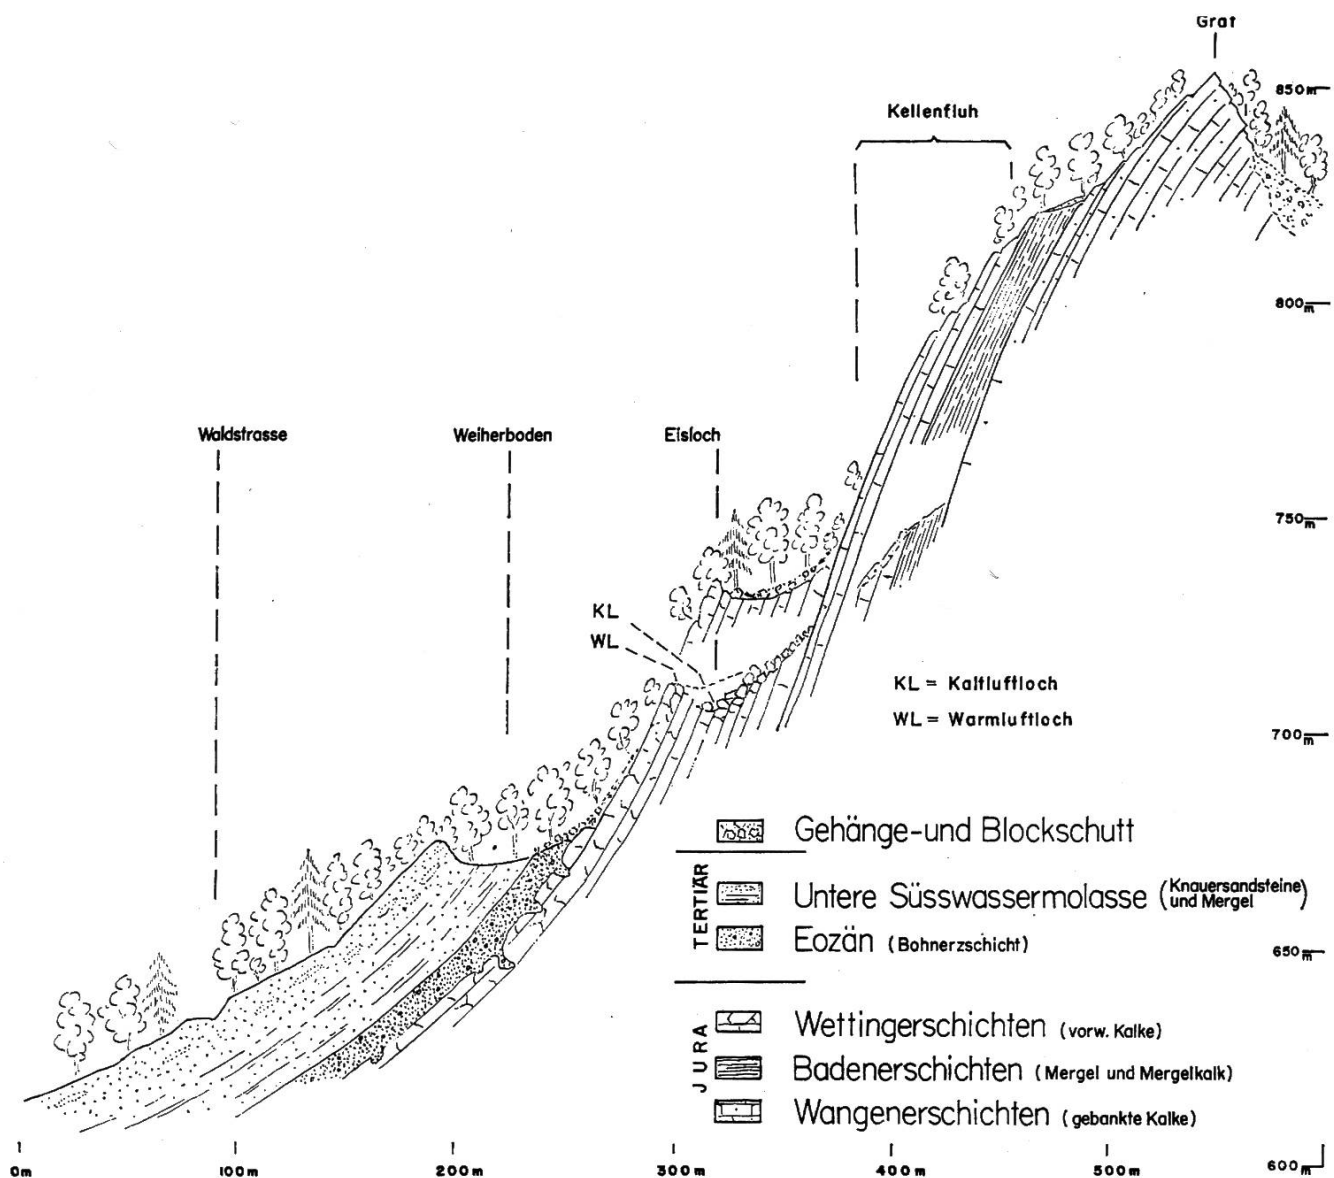 Grat
850m
Kellenfluh
800m
Waldstrasse
Weiherboden
Eisloch
750m
KL
WL
KL = Kaltluftloch
WL = Warmluftloch
700m
Gehänge-und Blockschutt
TERTIÄR
Untere Süsswassermolasse (Knauersandsteine und Mergel)
Eozän (Bohnerzschicht)
650m
JURA
Wettingerschichten (vorw. Kalke)
Badenerschichten (Mergel und Mergelkalk)
Wangenerschichten (gebankte Kalke)
0m
100m
200m
300m
400m
500m
600m